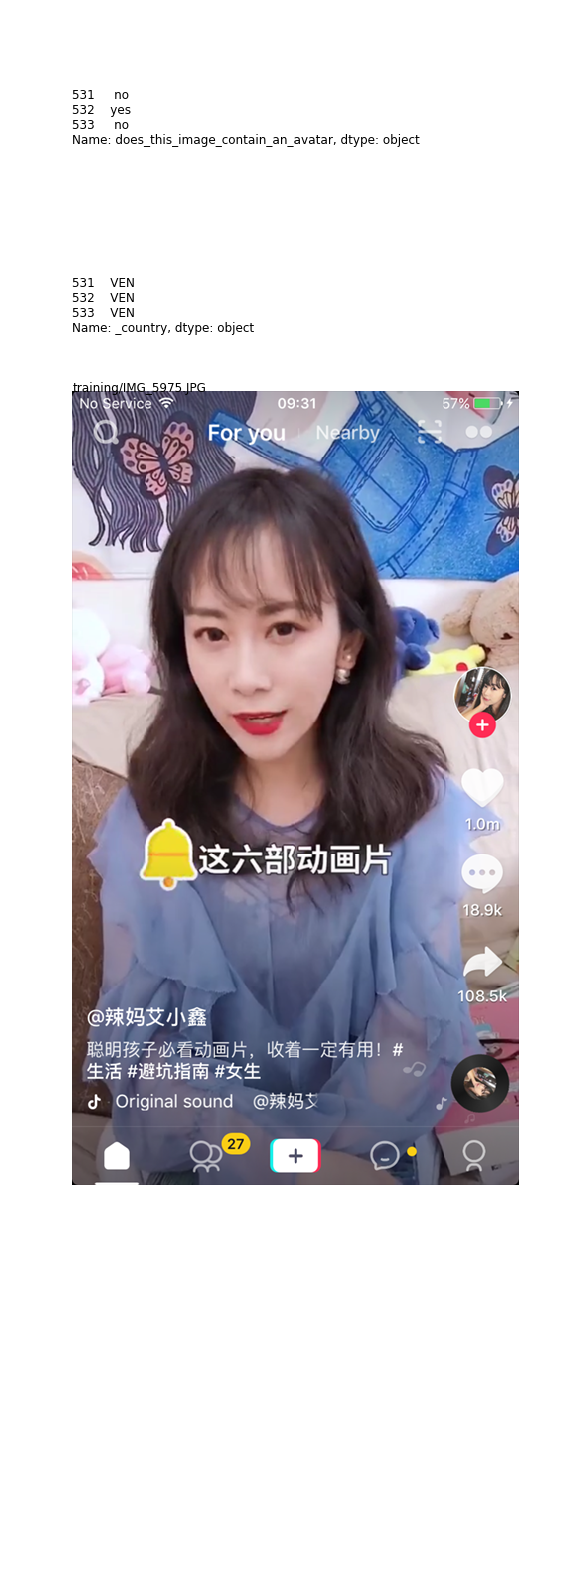 531 no
532 yes
533 no
Name: does_this_image_contain_an_avatar, dtype: object
531 VEN
532 VEN
533 VEN
Name: _country, dtype: object
training/IMG_5975.JPG
No Service 09:31 57%
For you Nearby
1.0m
这六部动画片
18.9k
108.5k
@辣妈艾小鑫
聪明孩子必看动画片，收着一定有用！#
生活 #避坑指南 #女生
Original sound @辣妈艾
27